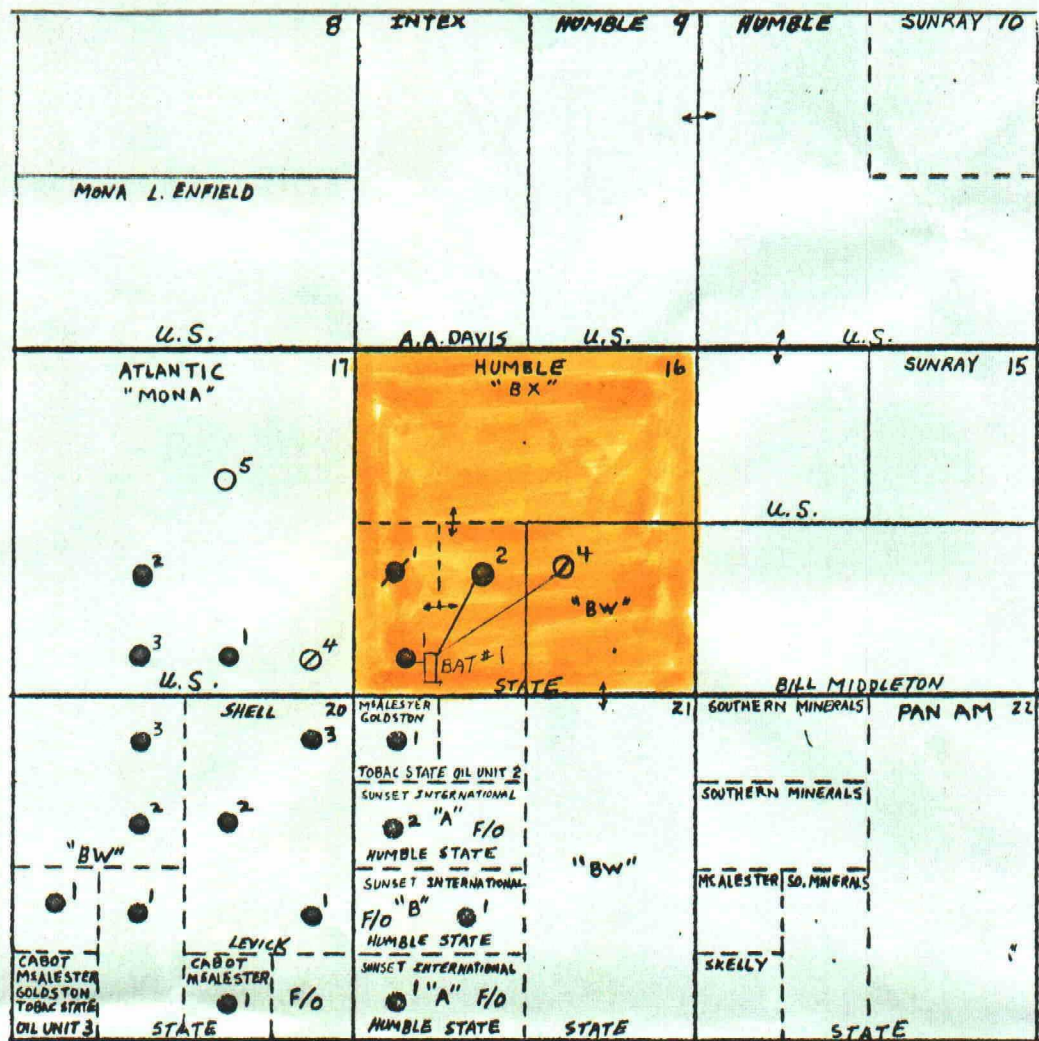 8
INTEX
HUMBLE 9
HUMBLE
SUNRAY 10
MONA L. ENFIELD
U.S.
A.A. DAVIS
U.S.
U.S.
ATLANTIC
"MONA"
17
HUMBLE
"BX"
16
SUNRAY 15
5
U.S.
2
1
2
4
"BW"
3
1
4
1
BAT #1
U.S.
STATE
BILL MIDDLETON
SHELL 20
3
3
2
2
"BW"
1
1
1
LEVICK
CABOT
MCALESTER
GOLDSTON
TOBAC STATE
OIL UNIT 3
CABOT
MCALESTER
1
F/O
STATE
MCALESTER
GOLDSTON
21
1
TOBAC STATE OIL UNIT 2
SUNSET INTERNATIONAL
2 "A" F/O
HUMBLE STATE
SUNSET INTERNATIONAL
F/O "B" 1
HUMBLE STATE
SUNSET INTERNATIONAL
1 "A" F/O
HUMBLE STATE
"BW"
STATE
SOUTHERN MINERALS
PAN AM 22
SOUTHERN MINERALS
MCALESTER
SO. MINERALS
SKELLY
STATE